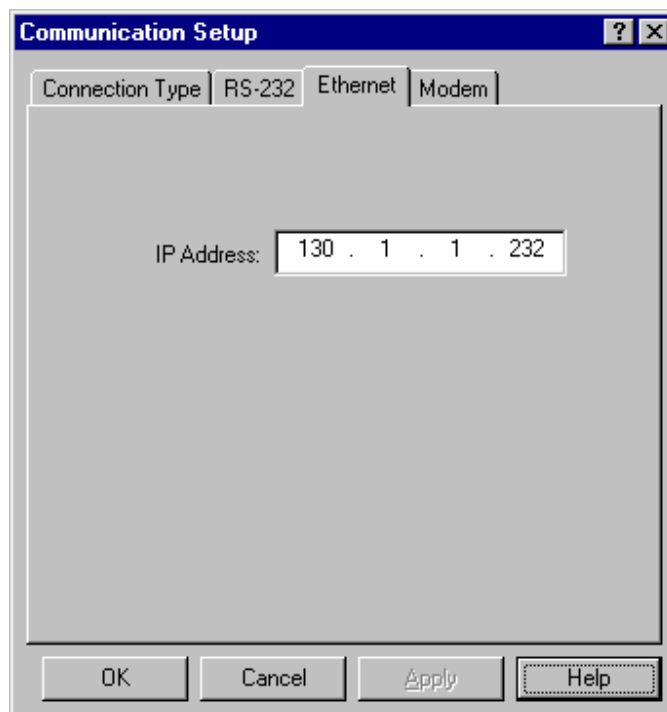 Communication Setup
Connection Type RS-232 Ethernet Modem
IP Address: 130 . 1 . 1 . 232
OK Cancel Apply Help